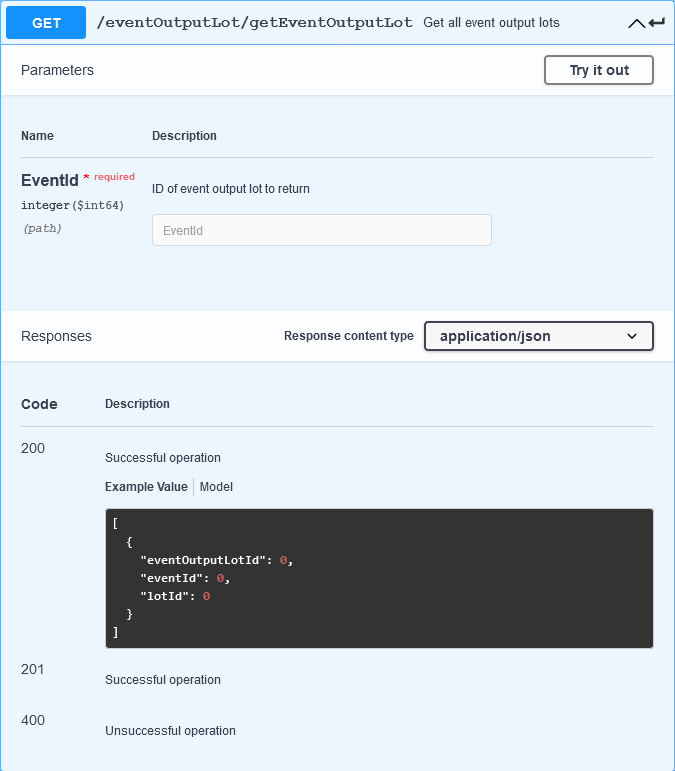 GET /eventOutputLot/getEventOutputLot Get all event output lots
Parameters Try it out
Name Description
EventId * required
ID of event output lot to return
integer($int64)
(path)
EventId
Responses Response content type application/json
Code Description
200
Successful operation
Example Value Model
[
{
"eventOutputLotId": 0,
"eventId": 0,
"lotId": 0
}
]
201
Successful operation
400
Unsuccessful operation